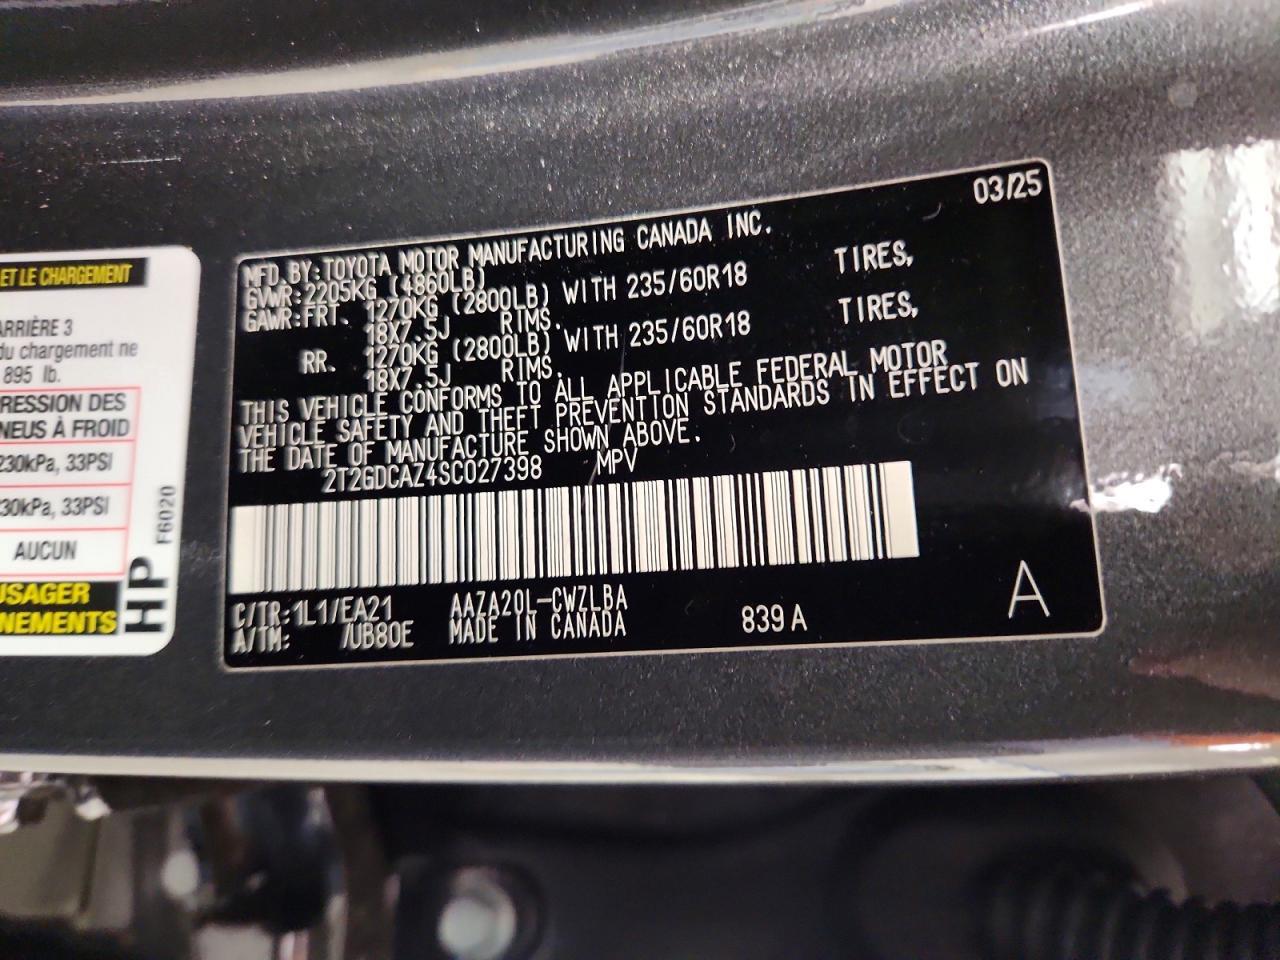 ET LE CHARGEMENT
ARRIÈRE 3
du chargement ne
895 lb.
RESSION DES
NEUS À FROID
230kPa, 33PSI
230kPa, 33PSI
AUCUN
USAGER
NEMENTS
HP
F6020
03/25
MFD.BY:TOYOTA MOTOR MANUFACTURING CANADA INC.
GVWR:2205KG (4860LB)
GAWR:FRT. 1270KG (2800LB) WITH 235/60R18 TIRES,
18X7.5J RIMS.
RR. 1270KG (2800LB) WITH 235/60R18 TIRES,
18X7.5J RIMS.
THIS VEHICLE CONFORMS TO ALL APPLICABLE FEDERAL MOTOR
VEHICLE SAFETY AND THEFT PREVENTION STANDARDS IN EFFECT ON
THE DATE OF MANUFACTURE SHOWN ABOVE.
2T2GDCAZ4SC027398 MPV
C/TR:1L1/EA21 AAZA20L-CWZLBA
A/TM: /UB80E MADE IN CANADA 839A
A